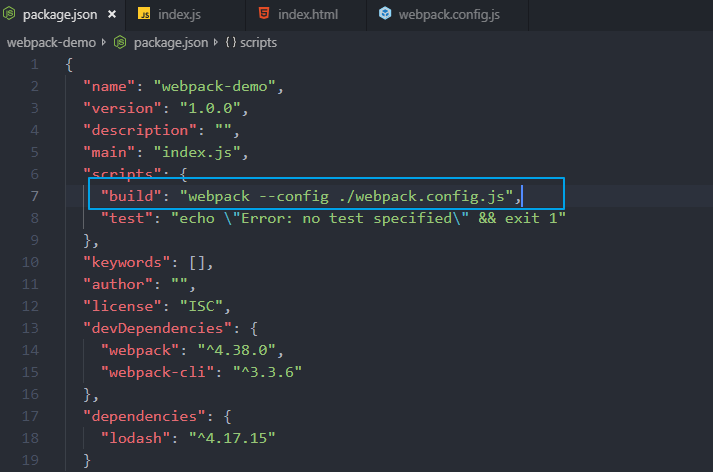 package.json × JS index.js index.html webpack.config.js
webpack-demo > package.json > {} scripts
1 {
2 "name": "webpack-demo",
3 "version": "1.0.0",
4 "description": "",
5 "main": "index.js",
6 "scripts": {
7 "build": "webpack --config ./webpack.config.js",
8 "test": "echo \"Error: no test specified\" && exit 1"
9 },
10 "keywords": [],
11 "author": "",
12 "license": "ISC",
13 "devDependencies": {
14 "webpack": "^4.38.0",
15 "webpack-cli": "^3.3.6"
16 },
17 "dependencies": {
18 "lodash": "^4.17.15"
19 }